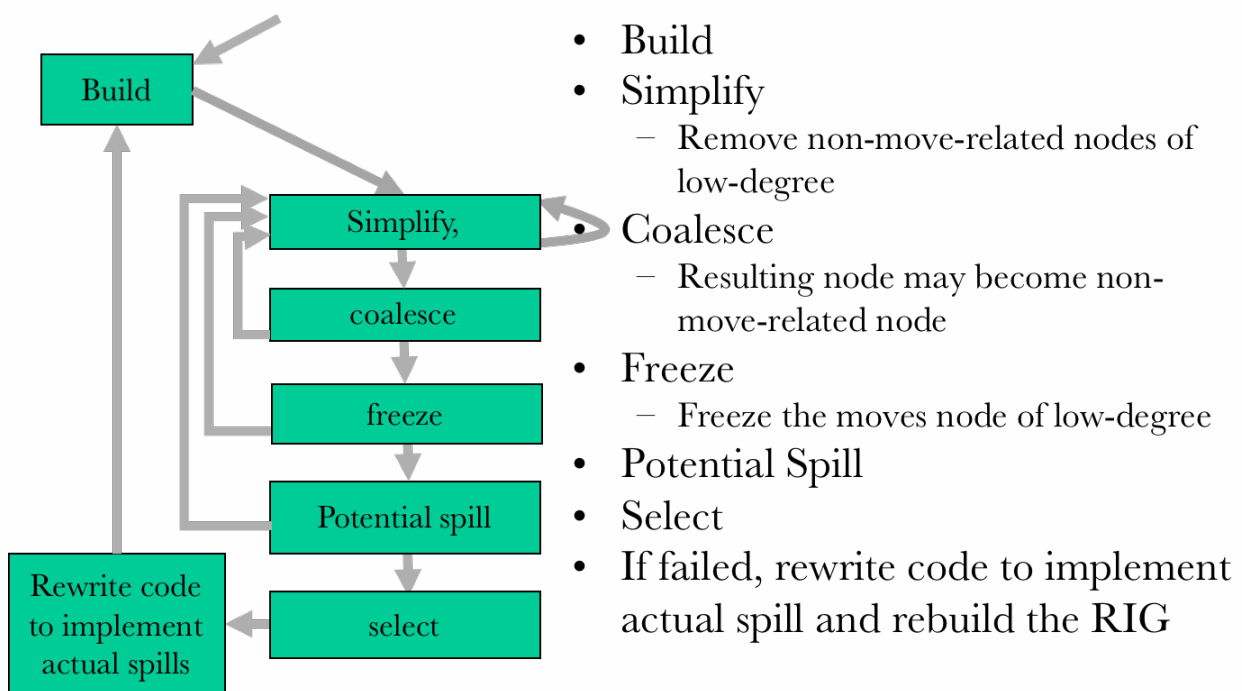 Build
Simplify,
coalesce
freeze
Potential spill
select
Rewrite code
to implement
actual spills
• Build
• Simplify
– Remove non-move-related nodes of
low-degree
• Coalesce
– Resulting node may become non-
move-related node
• Freeze
– Freeze the moves node of low-degree
• Potential Spill
• Select
• If failed, rewrite code to implement
actual spill and rebuild the RIG